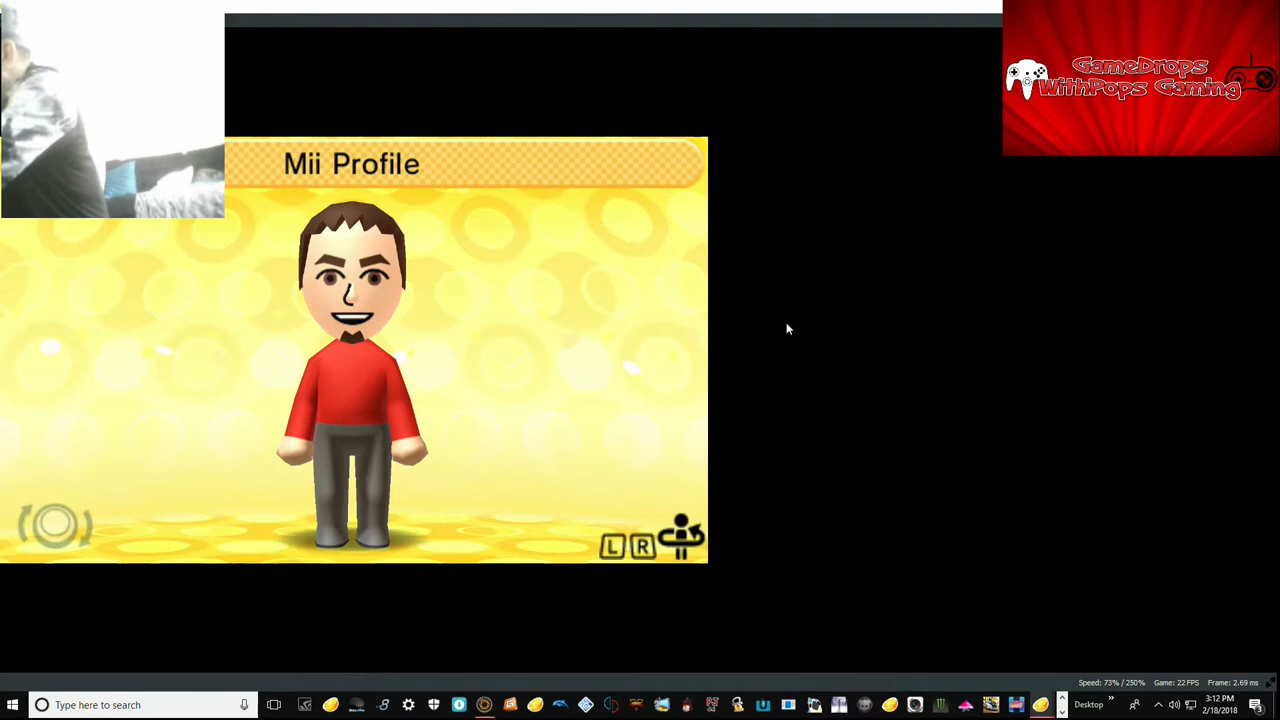 GameDrops
WithPops Gaming
Mii Profile
L R
Speed: 73% / 250% Game: 22 FPS Frame: 2.69 ms
Type here to search
Desktop
3:12 PM
2/18/2018